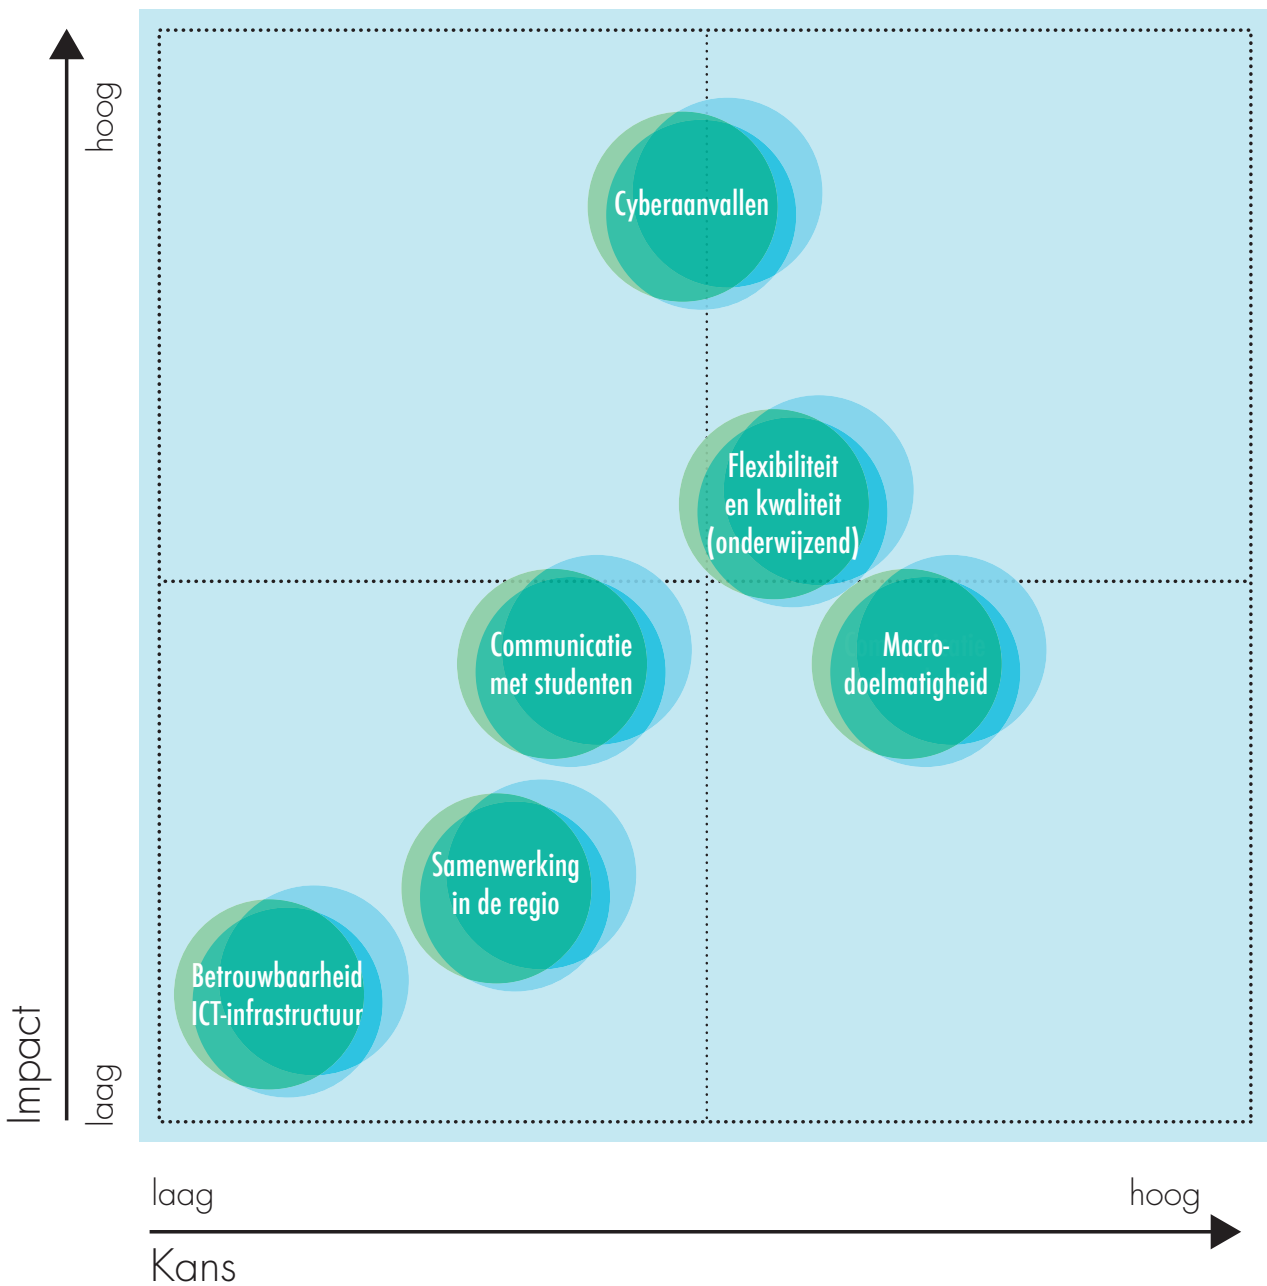 hoog
Cyberaanvallen
Flexibiliteit
en kwaliteit
(onderwijzend)
Communicatie
met studenten
Macro-
doelmatigheid
Samenwerking
in de regio
Betrouwbaarheid
ICT-infrastructuur
Impact
laag
laag
hoog
Kans